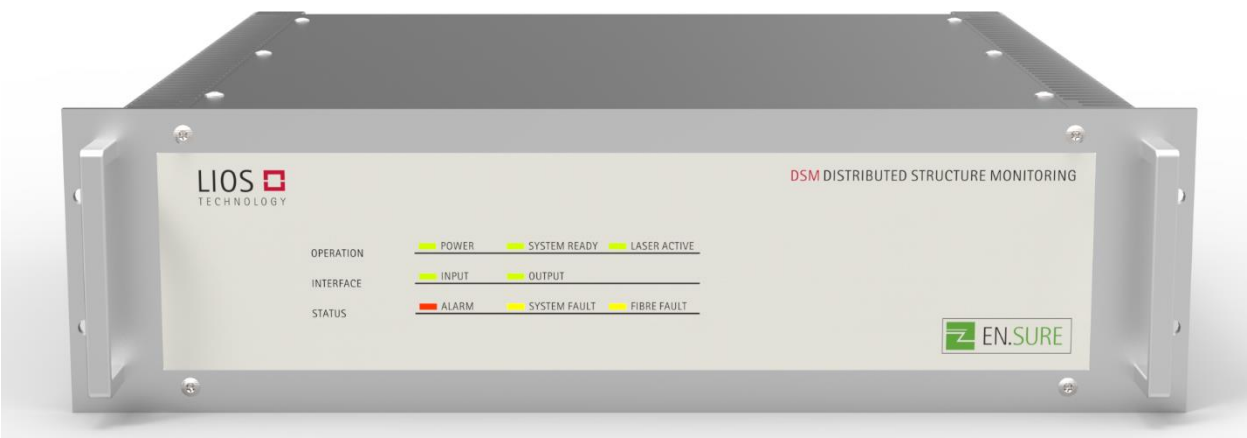 LIOS
TECHNOLOGY
DSM DISTRIBUTED STRUCTURE MONITORING
OPERATION POWER SYSTEM READY LASER ACTIVE
INTERFACE INPUT OUTPUT
STATUS ALARM SYSTEM FAULT FIBRE FAULT
EN.SURE